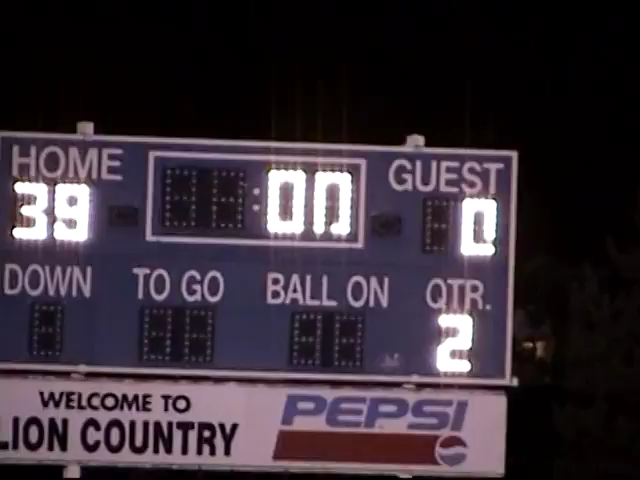 HOME GUEST
39 :00 0
DOWN TO GO BALL ON QTR.
2
WELCOME TO
LION COUNTRY
PEPSI